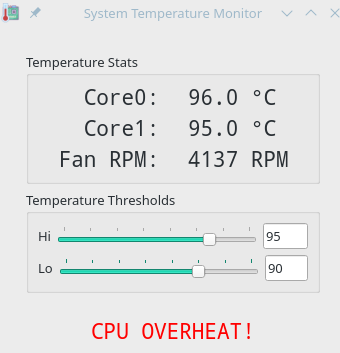 System Temperature Monitor
Temperature Stats
Core0: 96.0 °C
Core1: 95.0 °C
Fan RPM: 4137 RPM
Temperature Thresholds
Hi 95
Lo 90
CPU OVERHEAT!